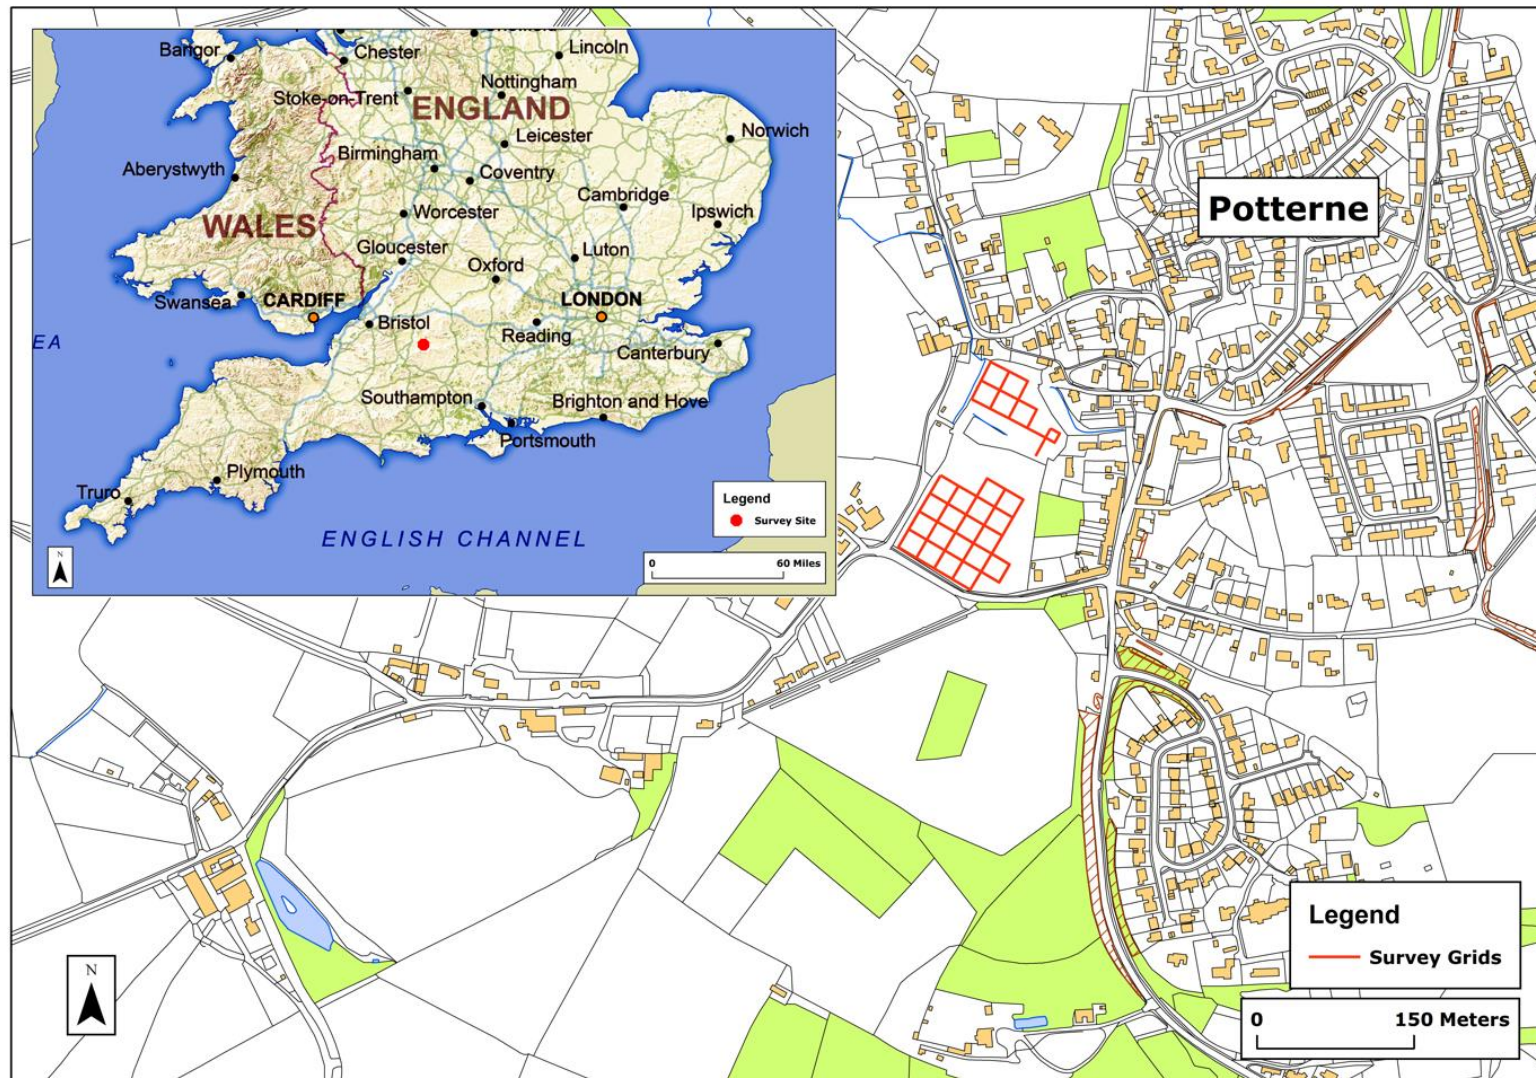 Bangor
Chester
Lincoln
Nottingham
Stoke-on-Trent
ENGLAND
Leicester
Norwich
Birmingham
Aberystwyth
Coventry
Cambridge
Worcester
Ipswich
WALES
Gloucester
Luton
Oxford
Swansea
CARDIFF
LONDON
Bristol
Reading
EA
Canterbury
Southampton
Brighton and Hove
Portsmouth
Plymouth
Truro
ENGLISH CHANNEL
Legend
Survey Site
N
0 60 Miles
Potterne
Legend
Survey Grids
N
0 150 Meters